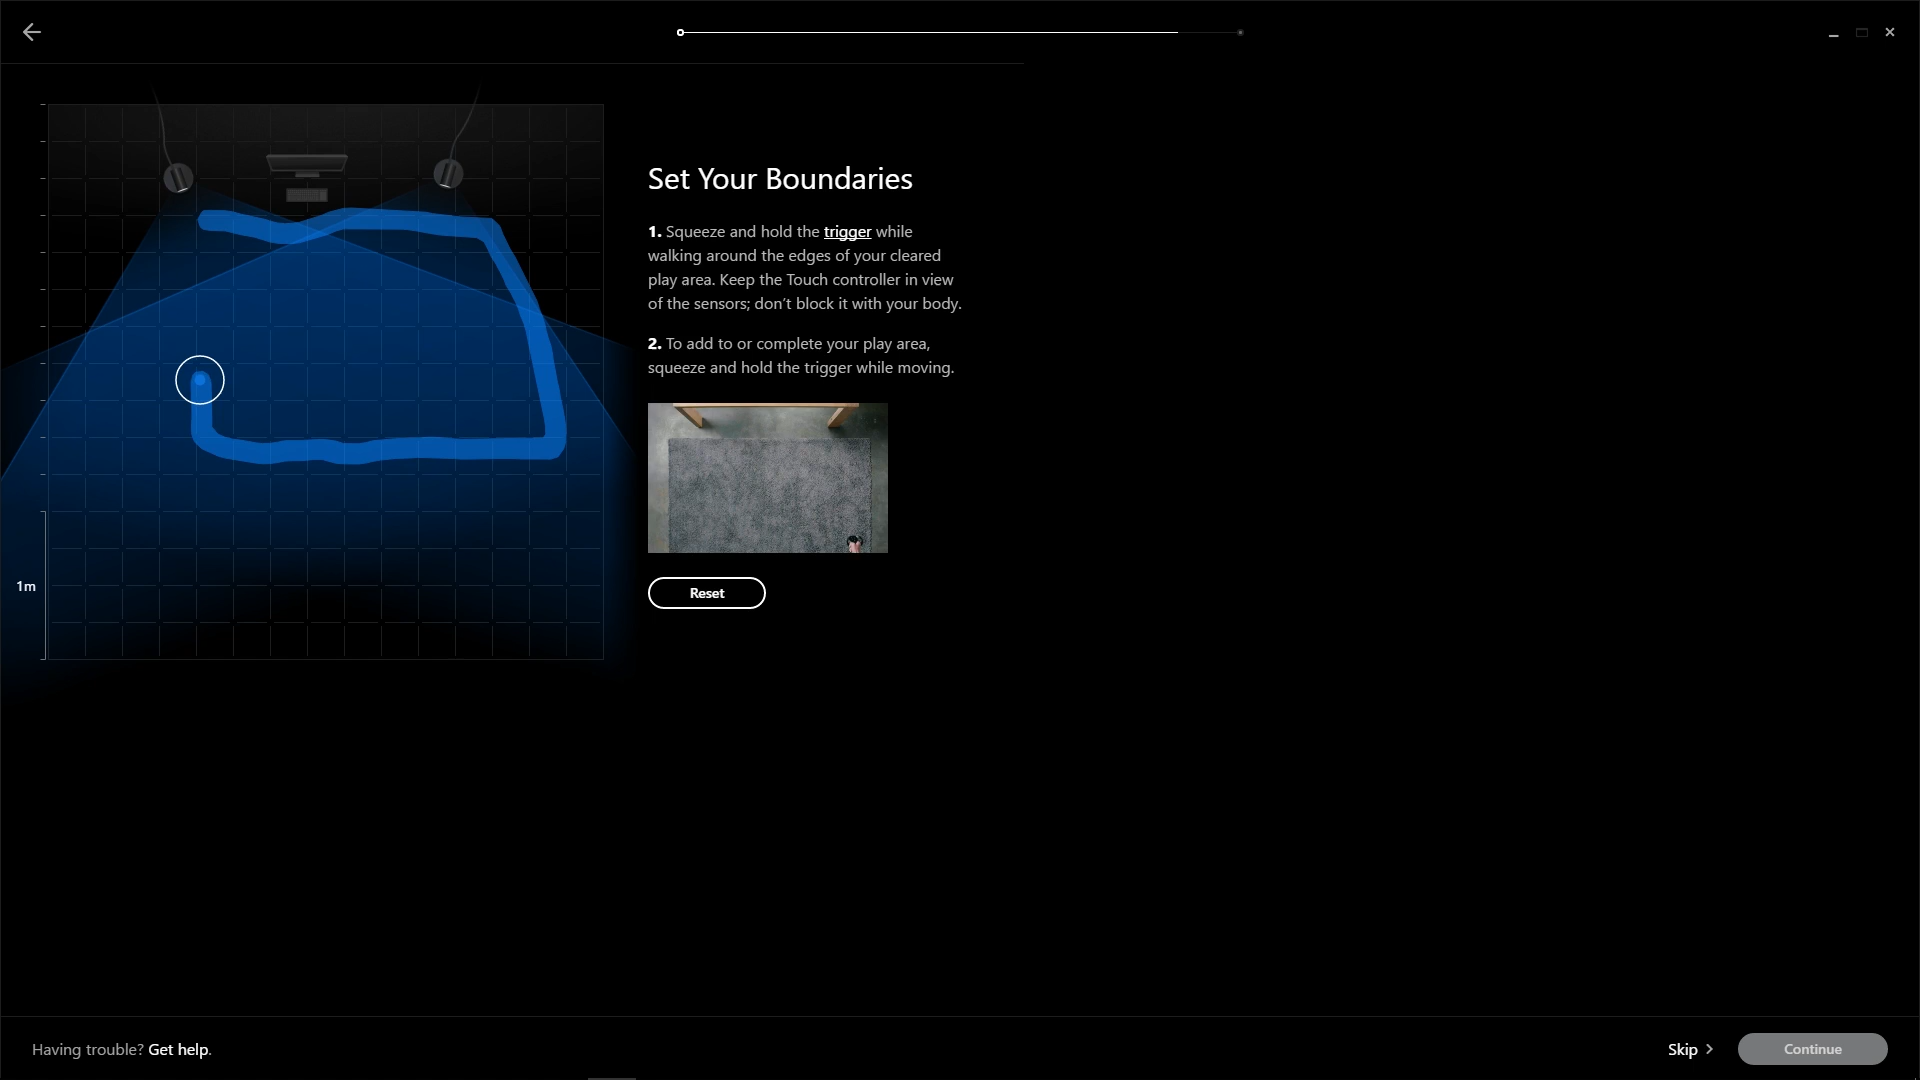 Set Your Boundaries
1. Squeeze and hold the trigger while
walking around the edges of your cleared
play area. Keep the Touch controller in view
of the sensors; don't block it with your body.
2. To add to or complete your play area,
squeeze and hold the trigger while moving.
1m
Reset
Having trouble? Get help.
Skip
Continue